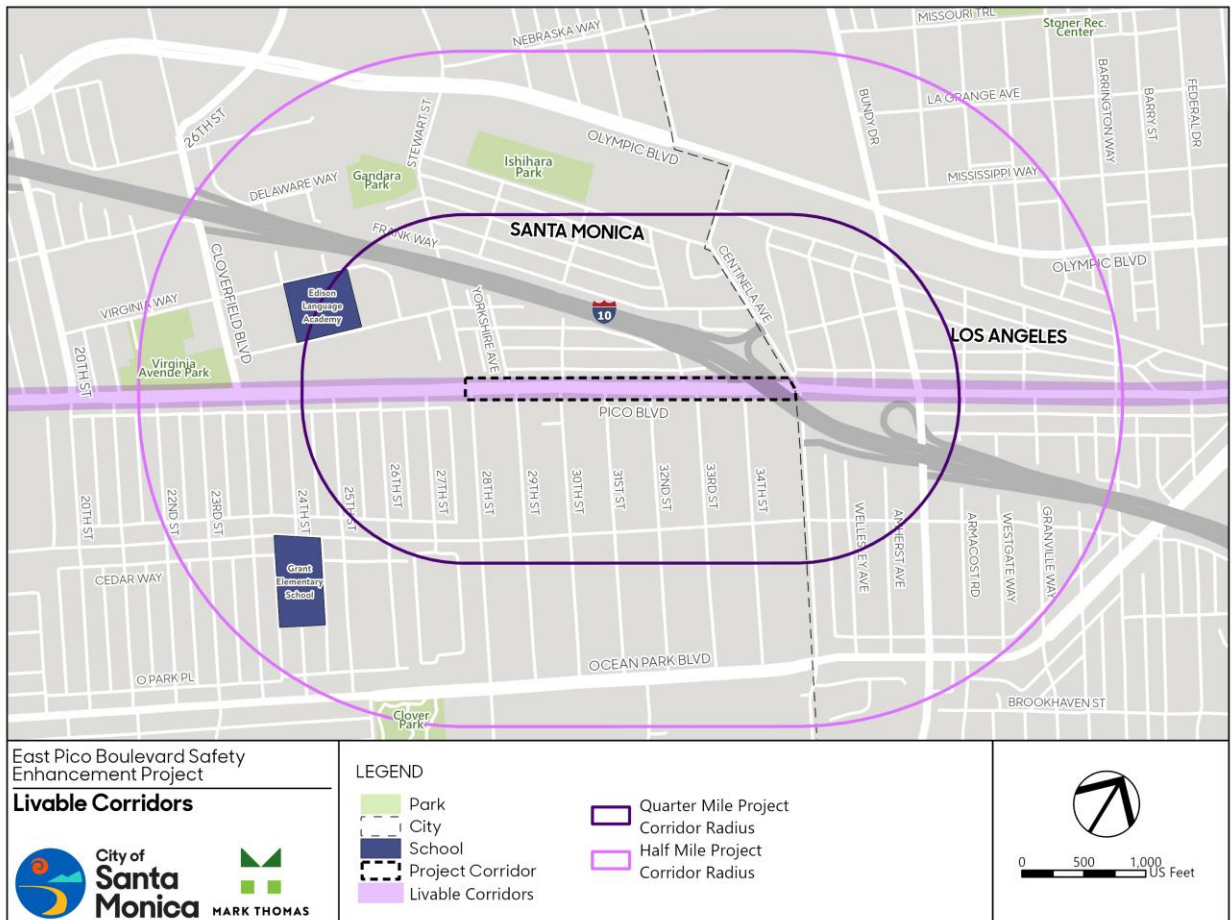 MISSOURI TRL
Stoner Rec.
Center
NEBRASKA WAY
26TH ST
STEWART ST
OLYMPIC BLVD
BUNDY DR
LA GRANGE AVE
BARRINGTON WAY
BARRY ST
FEDERAL DR
Ishihara
Park
Gandara
Park
DELAWARE WAY
MISSISSIPPI WAY
FRANK WAY
SANTA MONICA
CENTINELA AVE
OLYMPIC BLVD
CLOVERFIELD BLVD
Edison
Language
Academy
VIRGINIA WAY
YORKSHIRE AVE
10
LOS ANGELES
20TH ST
Virginia
Avenue Park
PICO BLVD
20TH ST
22ND ST
23RD ST
24TH ST
25TH ST
26TH ST
27TH ST
28TH ST
29TH ST
30TH ST
31ST ST
32ND ST
33RD ST
34TH ST
WELLESLEY AVE
AMHERST AVE
ARMACOST RD
WESTGATE WAY
GRANVILLE WAY
CEDAR WAY
Grant
Elementary
School
OCEAN PARK BLVD
O PARK PL
Clover
Park
BROOKHAVEN ST
East Pico Boulevard Safety
Enhancement Project
Livable Corridors
City of
Santa
Monica
MARK THOMAS
LEGEND
Park
City
School
Project Corridor
Livable Corridors
Quarter Mile Project
Corridor Radius
Half Mile Project
Corridor Radius
0 500 1,000
US Feet